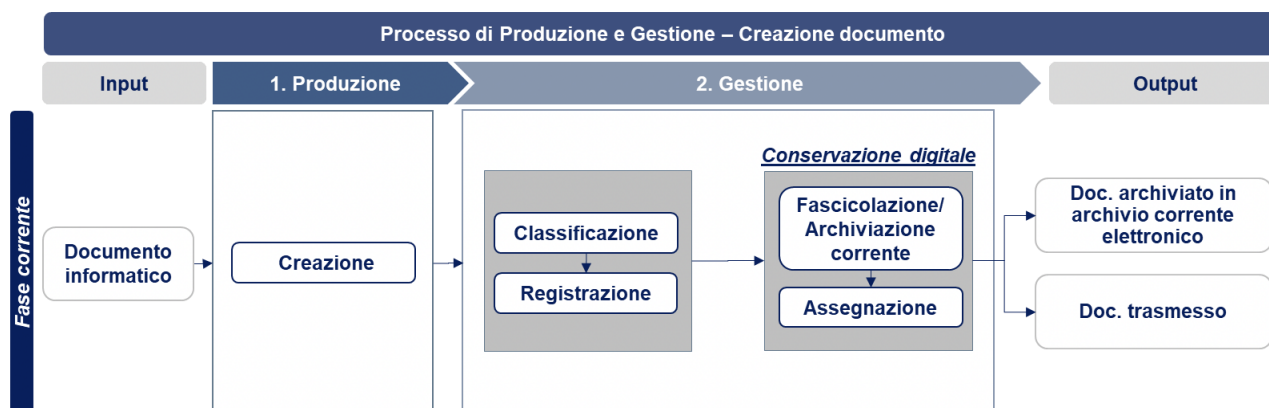 Processo di Produzione e Gestione – Creazione documento
Input
1. Produzione
2. Gestione
Output
Fase corrente
Documento
informatico
Creazione
Classificazione
Registrazione
Conservazione digitale
Fascicolazione/
Archiviazione
corrente
Assegnazione
Doc. archiviato in
archivio corrente
elettronico
Doc. trasmesso